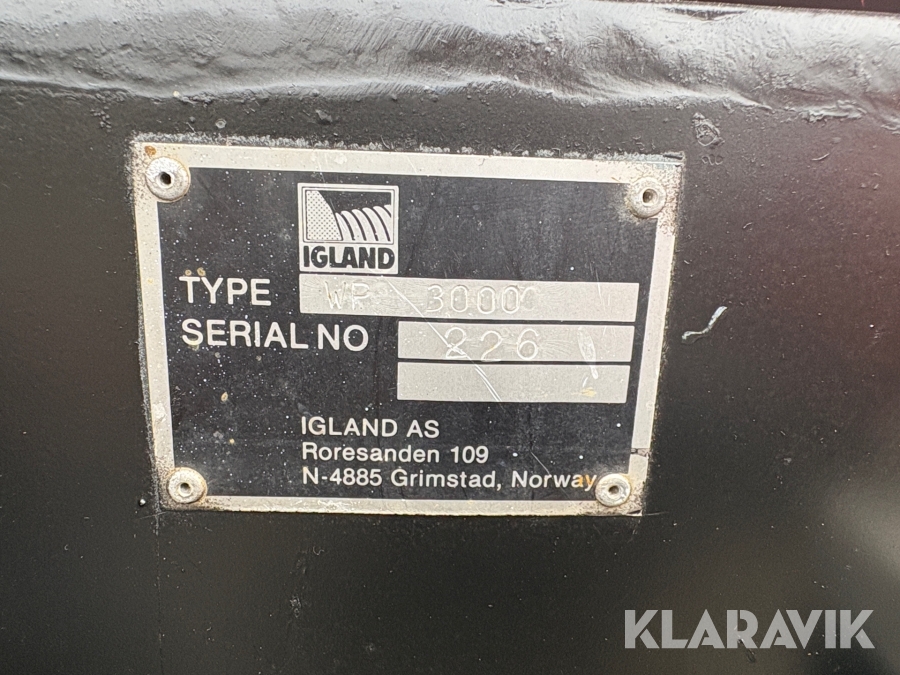 IGLAND
TYPE WP 3000
SERIAL NO 226
IGLAND AS
Roresanden 109
N-4885 Grimstad, Norway
KLARAVIK